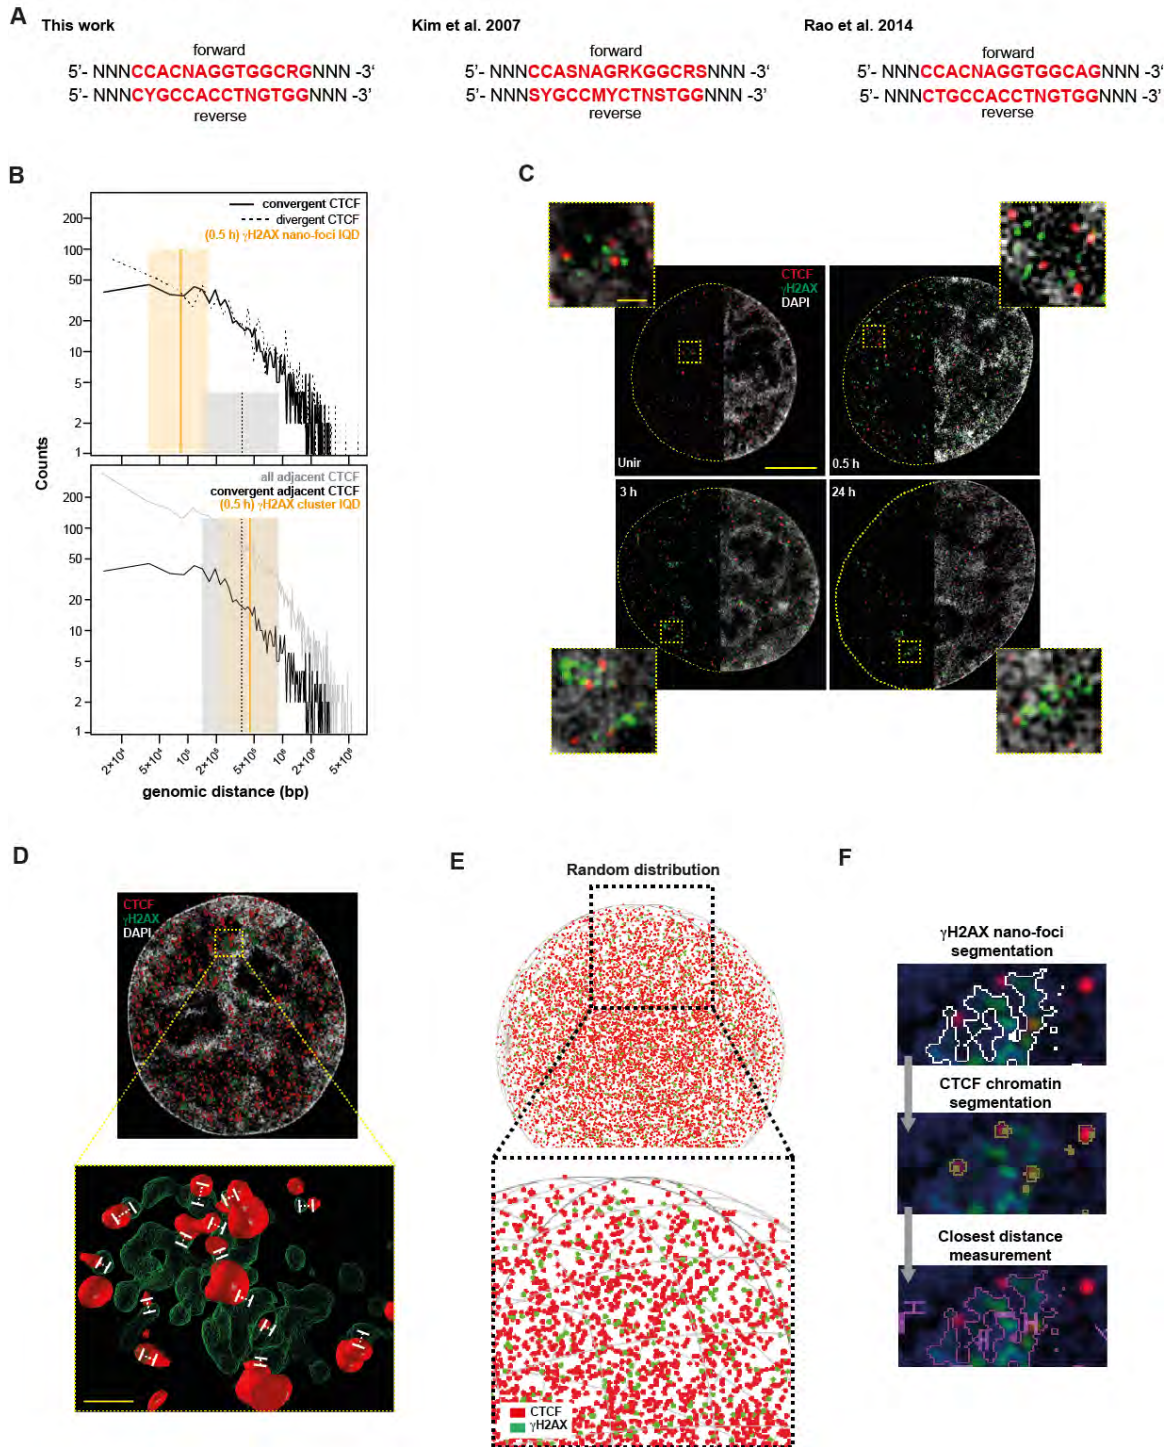 A
This work
forward
5'- NNNCCACNAGGTGGCRGNNN -3'
5'- NNNCYGCCACCTNGTGGNNN -3'
reverse
Kim et al. 2007
forward
5'- NNNCCASNAGRKGGCRSNNN -3'
5'- NNNSYGCCMYCTNSTGGNNN -3'
reverse
Rao et al. 2014
forward
5'- NNNCCACNAGGTGGCAGNNN -3'
5'- NNNCTGCCACCTNGTGGNNN -3'
reverse
B
convergent CTCF
divergent CTCF
(0.5 h) γH2AX nano-foci IQD
200
100
50
20
10
5
2
1
Counts
all adjacent CTCF
convergent adjacent CTCF
(0.5 h) γH2AX cluster IQD
200
100
50
20
10
5
2
1
2×10⁴
5×10⁴
10⁵
2×10⁵
5×10⁵
10⁶
2×10⁶
5×10⁶
genomic distance (bp)
C
CTCF
γH2AX
DAPI
Unir
0.5 h
3 h
24 h
D
CTCF
γH2AX
DAPI
E
Random distribution
CTCF
γH2AX
F
γH2AX nano-foci
segmentation
CTCF chromatin
segmentation
Closest distance
measurement